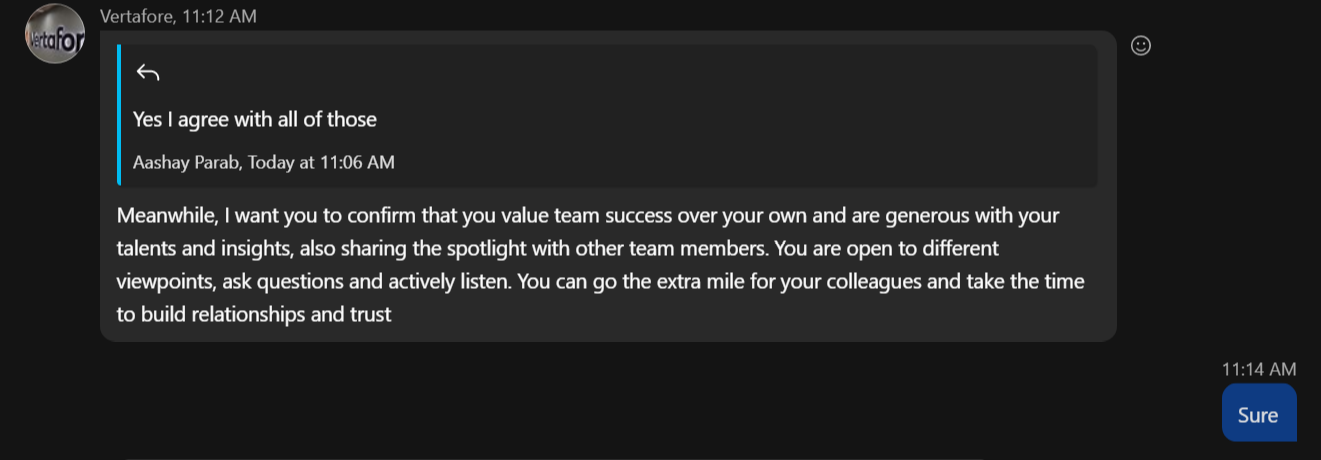 Vertafore, 11:12 AM
Yes I agree with all of those
Aashay Parab, Today at 11:06 AM
Meanwhile, I want you to confirm that you value team success over your own and are generous with your
talents and insights, also sharing the spotlight with other team members. You are open to different
viewpoints, ask questions and actively listen. You can go the extra mile for your colleagues and take the time
to build relationships and trust
11:14 AM
Sure